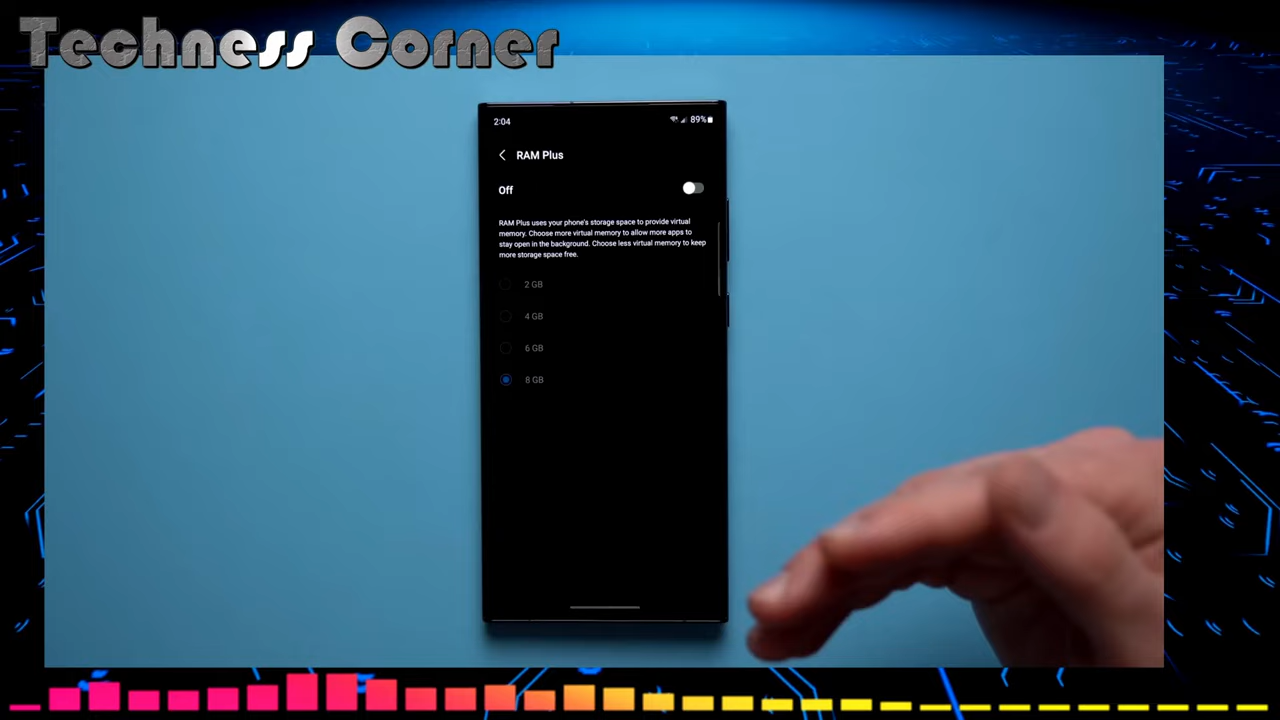 Techness Corner
2:04
89%
RAM Plus
Off
RAM Plus uses your phone's storage space to provide virtual
memory. Choose more virtual memory to allow more apps to
stay open in the background. Choose less virtual memory to keep
more storage space free.
2 GB
4 GB
6 GB
8 GB